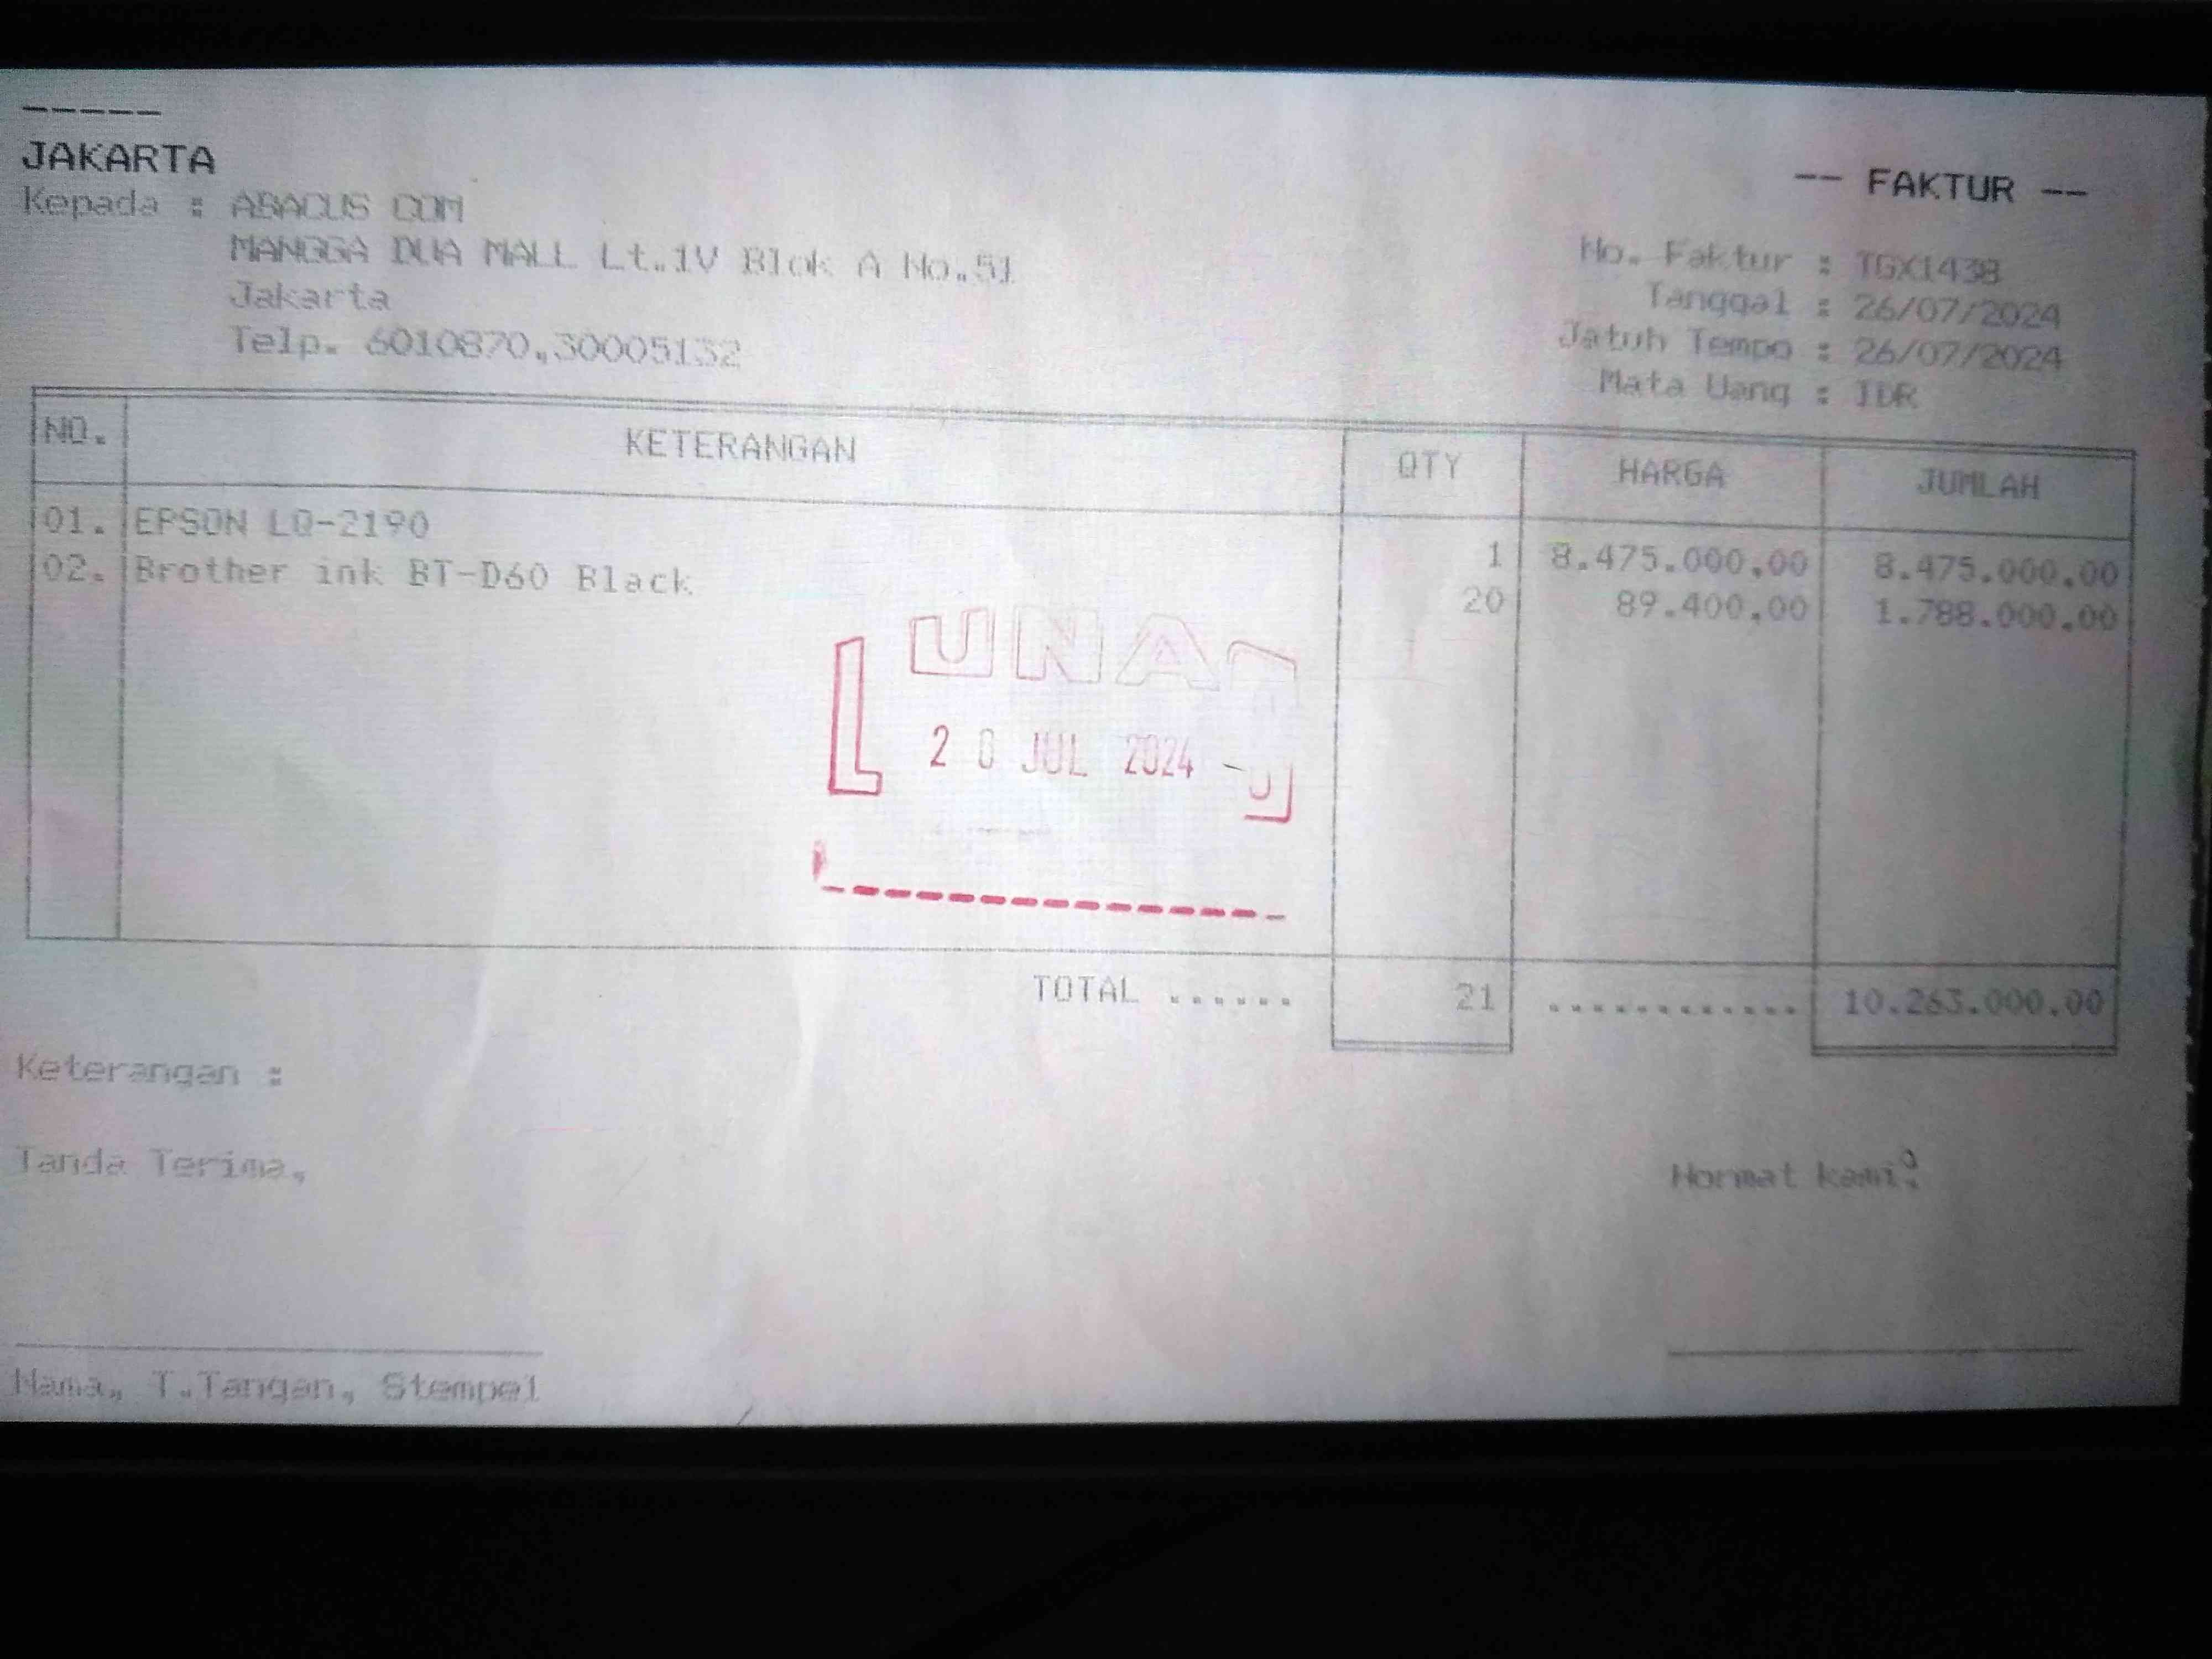 -----
JAKARTA
-- FAKTUR --
Kepada : ABACUS COM
MANGGA DUA MALL Lt.1V Blok A No.51
Jakarta
Telp. 6010870,30005132
No. Faktur : TGX1438
Tanggal : 26/07/2024
Jatuh Tempo : 26/07/2024
Mata Uang : IDR
NO. KETERANGAN QTY HARGA JUMLAH
01. EPSON LQ-2190 1 8.475.000,00 8.475.000,00
02. Brother ink BT-D60 Black 20 89.400,00 1.788.000,00
LUNAS
JUL 2024
TOTAL ...... 21 ............ 10.263.000,00
Keterangan :
Tanda Terima,
Hormat kami,
Nama, T.Tangan, Stempel